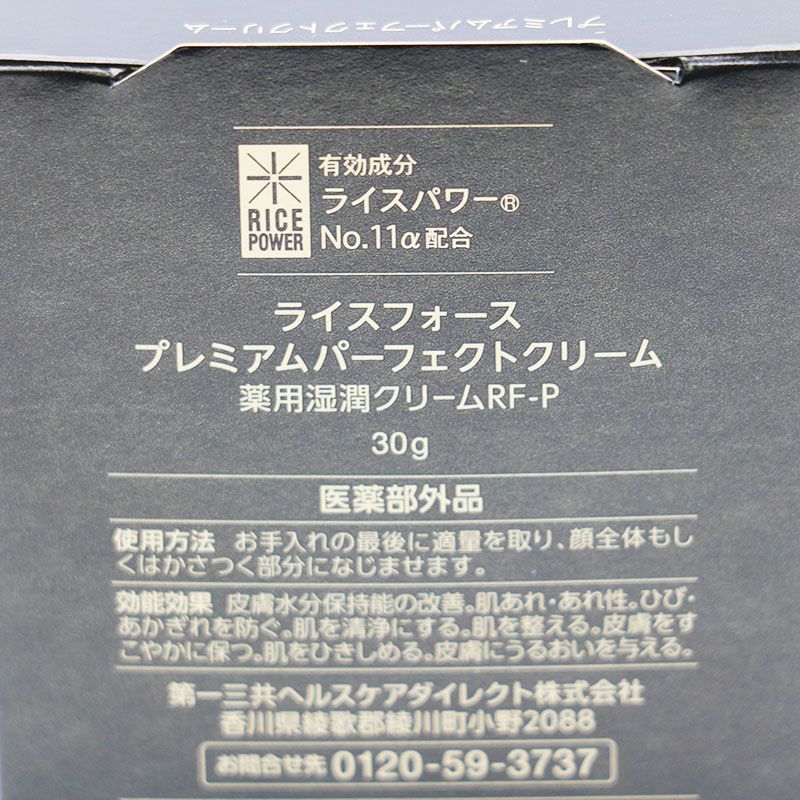 プレミアムパーフェクトクリーム
有効成分
ライスパワー®
No.11α配合
RICE
POWER
ライスフォース
プレミアムパーフェクトクリーム
薬用湿潤クリームRF-P
30g
医薬部外品
使用方法 お手入れの最後に適量を取り、顔全体もし
くはかさつく部分になじませます。
効能効果 皮膚水分保持能の改善。肌あれ・あれ性。ひび・
あかぎれを防ぐ。肌を清浄にする。肌を整える。皮膚をす
こやかに保つ。肌をひきしめる。皮膚にうるおいを与える。
第一三共ヘルスケアダイレクト株式会社
香川県綾歌郡綾川町小野2088
お問合せ先 0120-59-3737